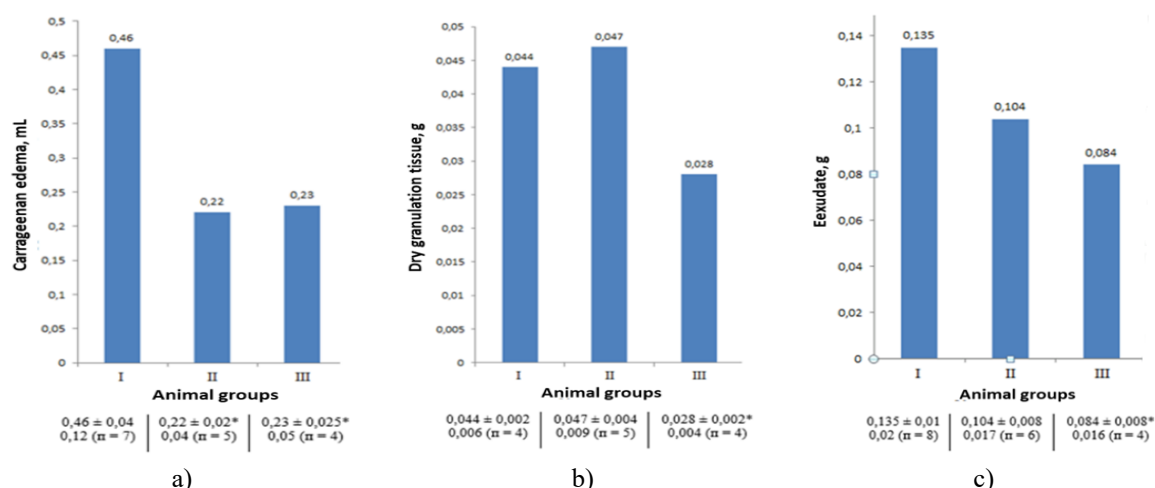 Carrageenan edema, mL
0,5
0,45
0,4
0,35
0,3
0,25
0,2
0,15
0,1
0,05
0
0,46
0,22
0,23
I II III
Animal groups
0,46 ± 0,04 0,22 ± 0,02* 0,23 ± 0,025*
0,12 (п = 7) 0,04 (п = 5) 0,05 (п = 4)
a)
Dry granulation tissue, g
0,05
0,045
0,04
0,035
0,03
0,025
0,02
0,015
0,01
0,005
0
0,044
0,047
0,028
I II III
Animal groups
0,044 ± 0,002 0,047 ± 0,004 0,028 ± 0,002*
0,006 (п = 4) 0,009 (п = 5) 0,004 (п = 4)
b)
Eexudate, g
0,14
0,12
0,1
0,08
0,06
0,04
0,02
0
0,135
0,104
0,084
I II III
Animal groups
0,135 ± 0,01 0,104 ± 0,008 0,084 ± 0,008*
0,02 (п = 8) 0,017 (п = 6) 0,016 (п = 4)
c)